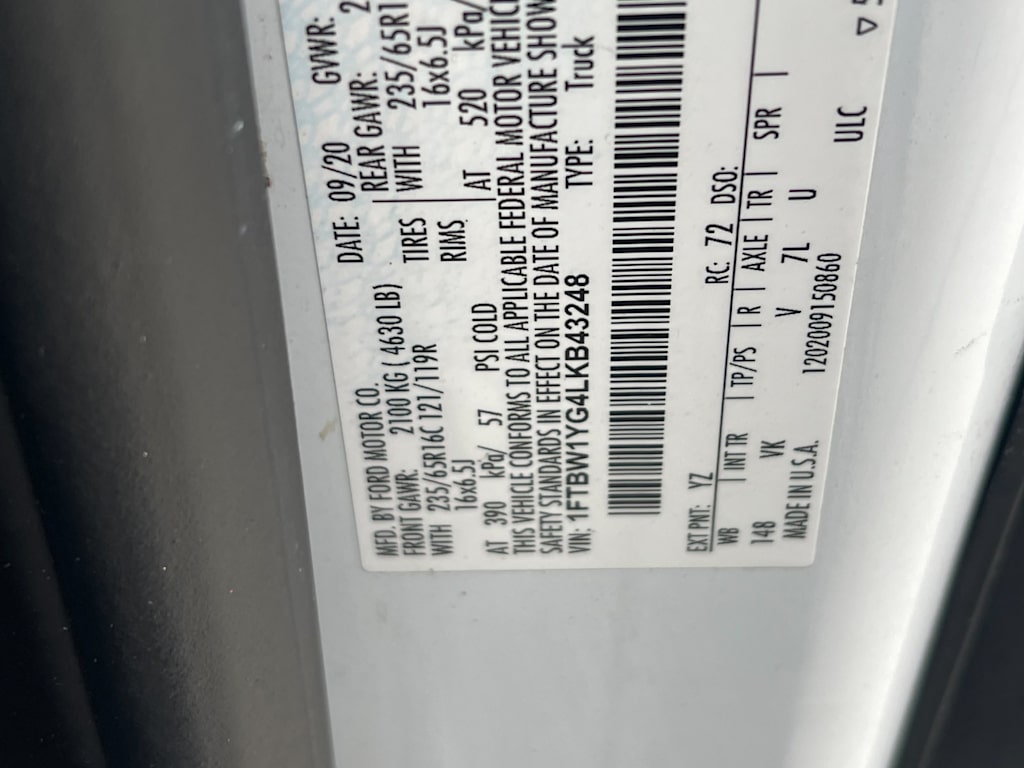 MFD. BY FORD MOTOR CO. DATE: 09/20 GVWR:
FRONT GAWR: 2100 KG ( 4630 LB) REAR GAWR: 2
WITH 235/65R16C 121/119R TIRES WITH 235/65R1
16x6.5J RIMS 16x6.5J
AT 390 kPa/ 57 PSI COLD AT 520 kPa/
THIS VEHICLE CONFORMS TO ALL APPLICABLE FEDERAL MOTOR VEHIC
SAFETY STANDARDS IN EFFECT ON THE DATE OF MANUFACTURE SHOW
VIN: 1FTBW1YG4LKB43248 TYPE: Truck
EXT PNT: YZ RC: 72 DSO:
WB | INT TR | TP/PS | R | AXLE | TR | SPR |
148 VK V 7L U
MADE IN U.S.A. 1202009150860 ULC